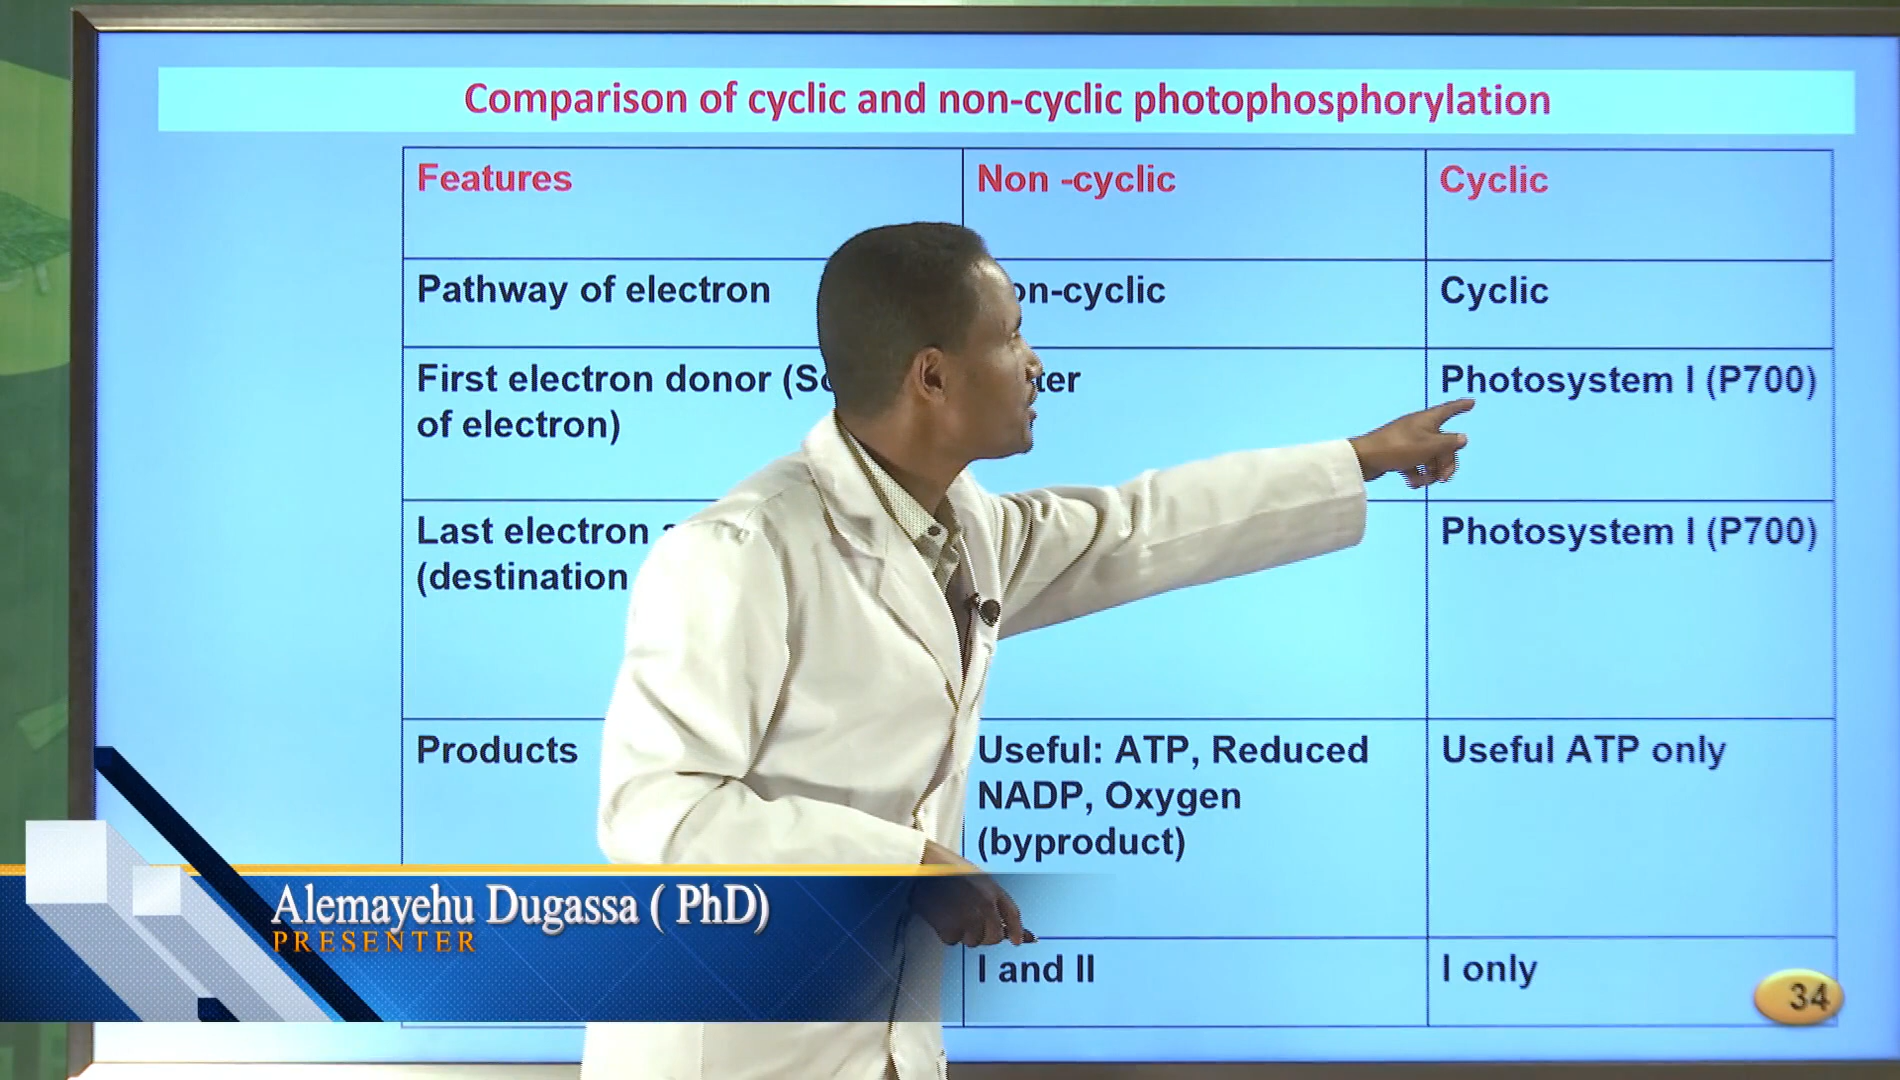 Comparison of cyclic and non-cyclic photophosphorylation
Features
Non -cyclic
Cyclic
Pathway of electron
on-cyclic
Cyclic
First electron donor (So
of electron)
ter
Photosystem I (P700)
Last electron
(destination
Photosystem I (P700)
Products
Useful: ATP, Reduced
NADP, Oxygen
(byproduct)
Useful ATP only
I and II
I only
34
Alemayehu Dugassa ( PhD)
PRESENTER